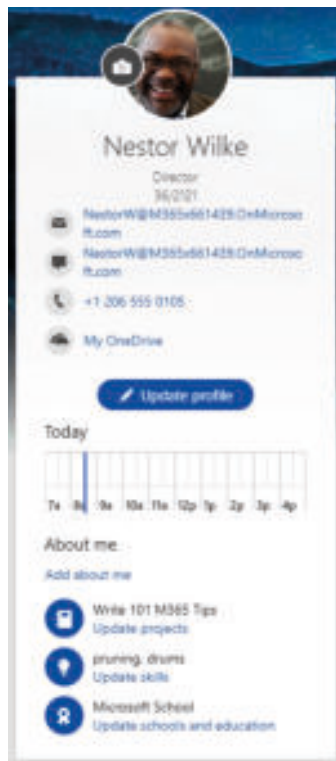 Nestor Wilke
Director
36/2121
NestorW@M365x661429.OnMicroso
ft.com
NestorW@M365x661429.OnMicroso
ft.com
+1 206 555 0105
My OneDrive
Update profile
Today
7a 8a 9a 10a 11a 12p 1p 2p 3p 4p
About me
Add about me
Write 101 M365 Tips
Update projects
pruning, drums
Update skills
Microsoft School
Update schools and education